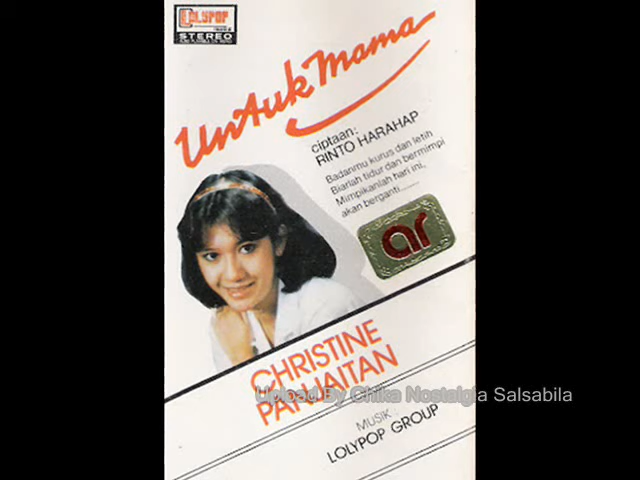 LOLYPOP
STEREO
Untuk Mama
ciptaan:
RINTO HARAHAP
Badanmu kurus dan letih
Biarlah tidur dan bermimpi
Mimpikanlah hari ini,
akan berganti.........
ar
CHRISTINE
PANJAITAN
Upload By Chika Nostalgia Salsabila
MUSIK :
LOLYPOP GROUP